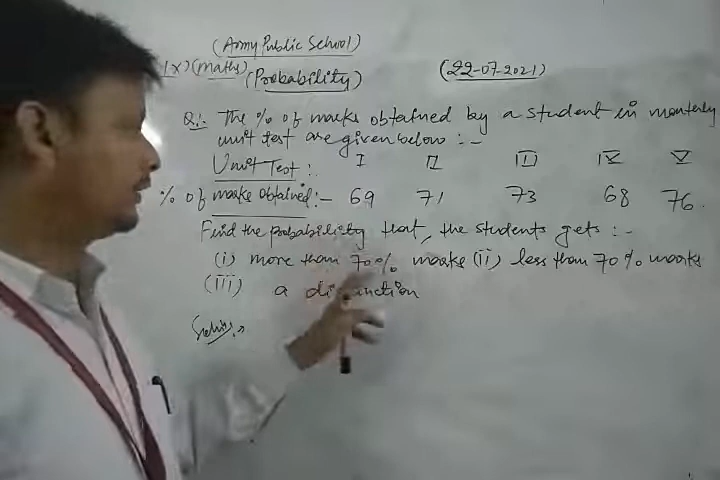 (Army Public School)
IX) (Maths) (Probability) (22-07-2021)
Q:. The % of marks obtained by a student in monterly
unit test are given below :-
Unit Test :. I II III IV V
% of marks obtained :- 69 71 73 68 76.
Find the probability that, the students gets :-
(i) more than 70% marks (ii) less than 70% marks
(iii) a distinction